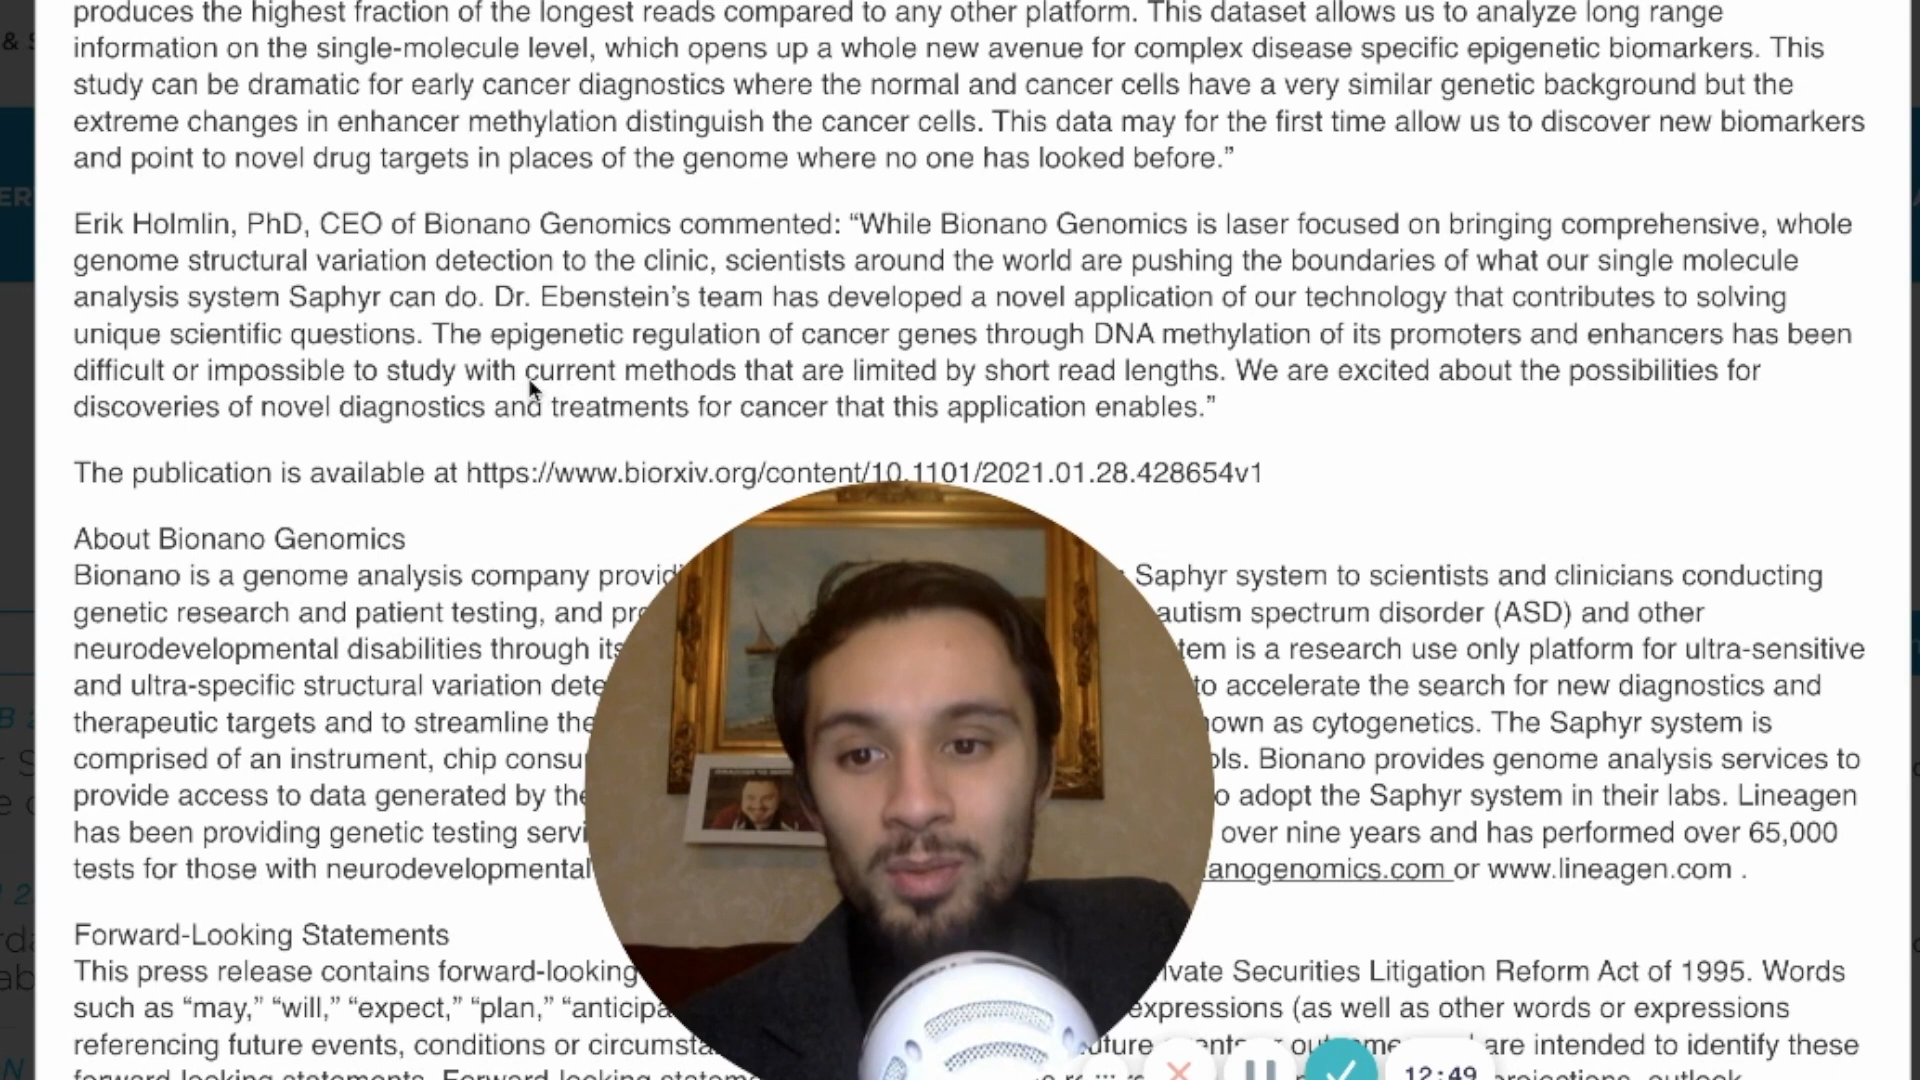 produces the highest fraction of the longest reads compared to any other platform. This dataset allows us to analyze long range
information on the single-molecule level, which opens up a whole new avenue for complex disease specific epigenetic biomarkers. This
study can be dramatic for early cancer diagnostics where the normal and cancer cells have a very similar genetic background but the
extreme changes in enhancer methylation distinguish the cancer cells. This data may for the first time allow us to discover new biomarkers
and point to novel drug targets in places of the genome where no one has looked before.”
Erik Holmlin, PhD, CEO of Bionano Genomics commented: “While Bionano Genomics is laser focused on bringing comprehensive, whole
genome structural variation detection to the clinic, scientists around the world are pushing the boundaries of what our single molecule
analysis system Saphyr can do. Dr. Ebenstein’s team has developed a novel application of our technology that contributes to solving
unique scientific questions. The epigenetic regulation of cancer genes through DNA methylation of its promoters and enhancers has been
difficult or impossible to study with current methods that are limited by short read lengths. We are excited about the possibilities for
discoveries of novel diagnostics and treatments for cancer that this application enables.”
The publication is available at https://www.biorxiv.org/content/10.1101/2021.01.28.428654v1
About Bionano Genomics
Bionano is a genome analysis company provid Saphyr system to scientists and clinicians conducting
genetic research and patient testing, and pro autism spectrum disorder (ASD) and other
neurodevelopmental disabilities through its tem is a research use only platform for ultra-sensitive
and ultra-specific structural variation dete to accelerate the search for new diagnostics and
therapeutic targets and to streamline the own as cytogenetics. The Saphyr system is
comprised of an instrument, chip consu ols. Bionano provides genome analysis services to
provide access to data generated by the o adopt the Saphyr system in their labs. Lineagen
has been providing genetic testing servi over nine years and has performed over 65,000
tests for those with neurodevelopmental anogenomics.com or www.lineagen.com .
Forward-Looking Statements
This press release contains forward-looking ivate Securities Litigation Reform Act of 1995. Words
such as “may,” “will,” “expect,” “plan,” “anticipa expressions (as well as other words or expressions
referencing future events, conditions or circumsta are intended to identify these
12:49